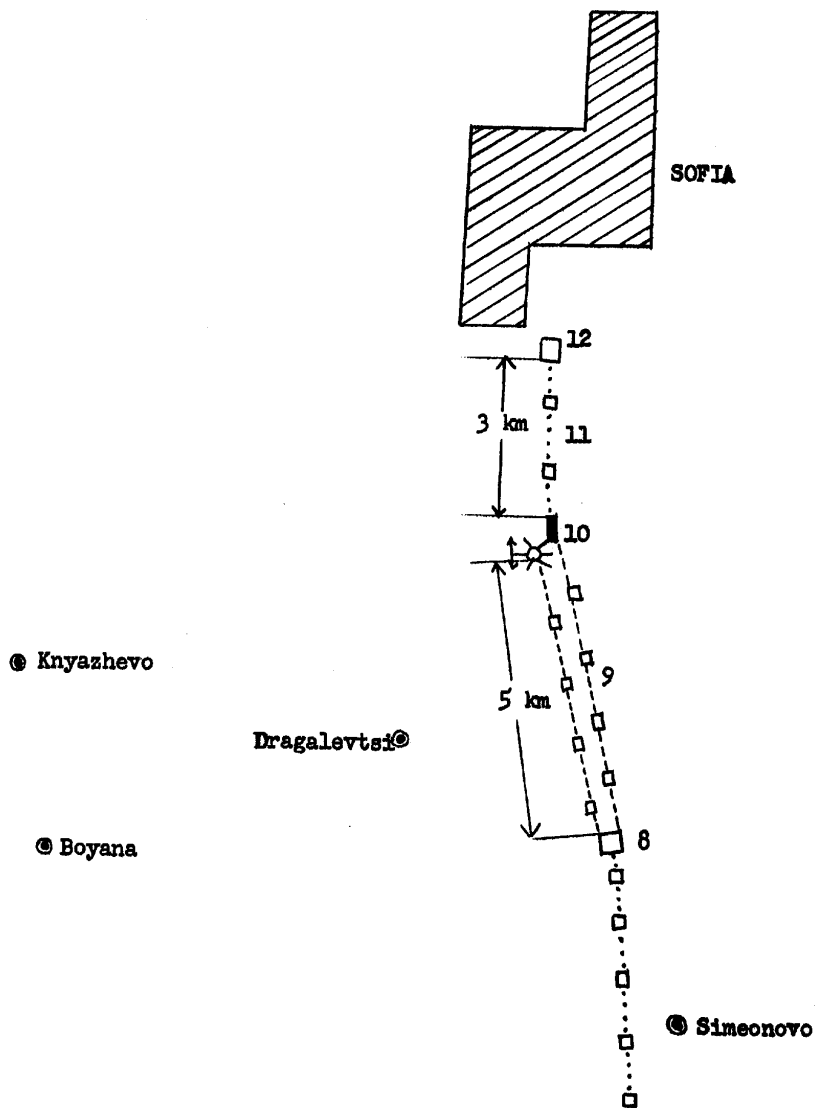 SOFIA
12
3 km
11
10
Knyazhevo
9
5 km
Dragalevtsi
8
Boyana
Simeonovo